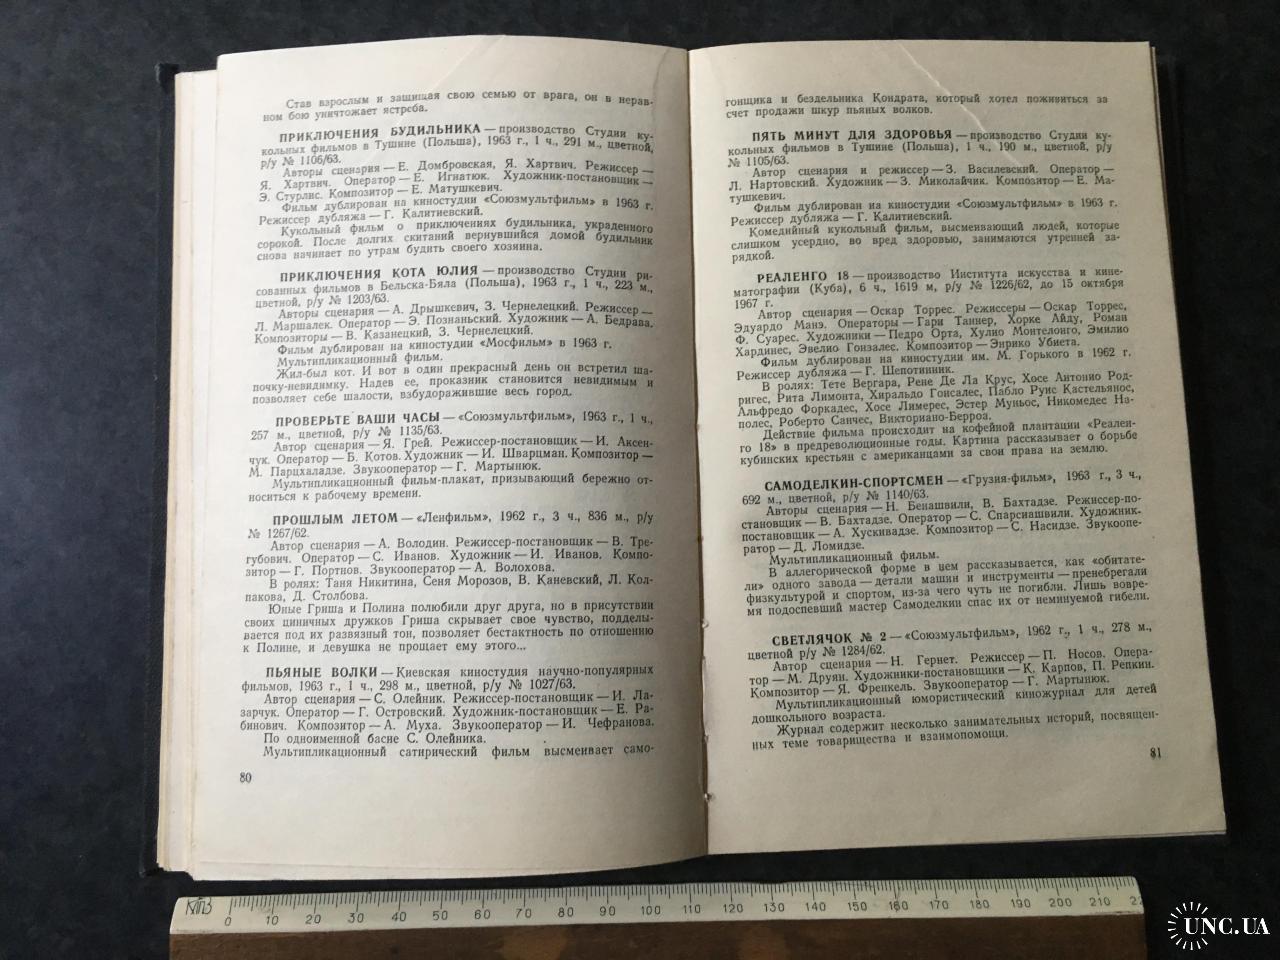 Став взрослым и защищая свою семью от врага, он в нерав-
ном бою уничтожает ястреба.
ПРИКЛЮЧЕНИЯ БУДИЛЬНИКА — производство Студии ку-
кольных фильмов в Тушине (Польша), 1963 г., 1 ч., 291 м., цветной,
р/у № 1106/63.
Авторы сценария — Е. Домбровская, Я. Хартвич. Режиссер —
Я. Хартвич. Оператор — Е. Игнатюк. Художник-постановщик —
Э. Стурлис. Композитор — Е. Матушкевич.
Фильм дублирован на киностудии «Союзмультфильм» в 1963 г.
Режиссер дубляжа — Г. Калитиевский.
Кукольный фильм о приключениях будильника, украденного
сорокой. После долгих скитаний вернувшийся домой будильник
снова начинает по утрам будить своего хозяина.
ПРИКЛЮЧЕНИЯ КОТА ЮЛИЯ — производство Студии ри-
сованных фильмов в Бельска-Бяла (Польша), 1963 г., 1 ч., 223 м.,
цветной, р/у № 1203/63.
Авторы сценария — А. Дрышкевич, З. Чернелецкий. Режиссер —
Л. Маршалек. Оператор — Э. Познаньский. Художник — А. Бедрава.
Композиторы — В. Казанецкий, З. Чернелецкий.
Фильм дублирован на киностудии «Мосфильм» в 1963 г.
Мультипликационный фильм.
Жил-был кот. И вот в один прекрасный день он встретил ша-
почку-невидимку. Надев ее, проказник становится невидимым и
позволяет себе шалости, взбудоражившие весь город.
ПРОВЕРЬТЕ ВАШИ ЧАСЫ — «Союзмультфильм», 1963 г., 1 ч.,
257 м., цветной, р/у № 1135/63.
Автор сценария — Я. Грей. Режиссер-постановщик — И. Аксен-
чук. Оператор — Б. Котов. Художник — И. Шварцман. Композитор —
М. Парцхаладзе. Звукооператор — Г. Мартынюк.
Мультипликационный фильм-плакат, призывающий бережно от-
носиться к рабочему времени.
ПРОШЛЫМ ЛЕТОМ — «Ленфильм», 1962 г., 3 ч., 836 м., р/у
№ 1267/62.
Автор сценария — А. Володин. Режиссер-постановщик — В. Тре-
губович. Оператор — С. Иванов. Художник — И. Иванов. Компо-
зитор — Г. Портнов. Звукооператор — А. Волохова.
В ролях: Таня Никитина, Сеня Морозов, В. Каневский, Л. Кол-
пакова, Д. Столбова.
Юные Гриша и Полина полюбили друг друга, но в присутствии
своих циничных дружков Гриша скрывает свое чувство, подделы-
вается под их развязный тон, позволяет бестактность по отношению
к Полине, и девушка не прощает ему этого...
ПЬЯНЫЕ ВОЛКИ — Киевская киностудия научно-популярных
фильмов, 1963 г., 1 ч., 298 м., цветной, р/у № 1027/63.
Автор сценария — С. Олейник. Режиссер-постановщик — И. Ла-
зарчук. Оператор — Г. Островский. Художник-постановщик — Е. Ра-
бинович. Композитор — А. Муха. Звукооператор — И. Чефранова.
По одноименной басне С. Олейника.
Мультипликационный сатирический фильм высмеивает само-
80
гонщика и бездельника Кондрата, который хотел поживиться за
счет продажи шкур пьяных волков.
ПЯТЬ МИНУТ ДЛЯ ЗДОРОВЬЯ — производство Студии ку-
кольных фильмов в Тушине (Польша), 1 ч., 190 м., цветной, р/у
№ 1105/63.
Автор сценария и режиссер — З. Василевский. Оператор —
Л. Нартовский. Художник — З. Миколайчик. Композитор — Е. Ма-
тушкевич.
Фильм дублирован на киностудии «Союзмультфильм» в 1963 г.
Режиссер дубляжа — Г. Калитиевский.
Комедийный кукольный фильм, высмеивающий людей, которые
слишком усердно, во вред здоровью, занимаются утренней за-
рядкой.
РЕАЛЕНГО 18 — производство Института искусства и кине-
матографии (Куба), 6 ч., 1619 м, р/у № 1226/62, до 15 октября
1967 г.
Автор сценария — Оскар Торрес. Режиссеры — Оскар Торрес,
Эдуардо Манэ. Операторы — Гари Таннер, Хорке Айду, Роман
Ф. Суарес. Художники — Педро Орта, Хулио Монтелонго, Эмилио
Хардинес, Эвелио Гонзалес. Композитор — Энрико Убиета.
Фильм дублирован на киностудии им. М. Горького в 1962 г.
Режиссер дубляжа — Г. Шепотинник.
В ролях: Тете Вергара, Рене Де Ла Крус, Хосе Антонио Род-
ригес, Рита Лимонта, Хиральдо Гонсалес, Пабло Руис Кастельянос,
Альфредо Форкадес, Хосе Лимерес, Эстер Муньос, Никомедес На-
полес, Роберто Санчес, Викториано-Берроа.
Действие фильма происходит на кофейной плантации «Реален-
го 18» в предреволюционные годы. Картина рассказывает о борьбе
кубинских крестьян с американцами за свои права на землю.
САМОДЕЛКИН-СПОРТСМЕН — «Грузия-фильм», 1963 г., 3 ч.,
692 м., цветной, р/у № 1140/63.
Авторы сценария — Н. Бенашвили, В. Бахтадзе. Режиссер-по-
становщик — В. Бахтадзе. Оператор — С. Спарсиашвили. Художник-
постановщик — А. Хускивадзе. Композитор — С. Насидзе. Звукоопе-
ратор — Д. Ломидзе.
Мультипликационный фильм.
В аллегорической форме в нем рассказывается, как «обитате-
ли» одного завода — детали машин и инструменты — пренебрегали
физкультурой и спортом, из-за чего чуть не погибли. Лишь вовре-
мя подоспевший мастер Самоделкин спас их от неминуемой гибели.
СВЕТЛЯЧОК № 2 — «Союзмультфильм», 1962 г., 1 ч., 278 м.,
цветной р/у № 1284/62.
Автор сценария — Н. Гернет. Режиссер — П. Носов. Опера-
тор — М. Друян. Художники-постановщики — К. Карпов, П. Репкин.
Композитор — Я. Френкель. Звукооператор — Г. Мартынюк.
Мультипликационный юмористический киножурнал для детей
дошкольного возраста.
Журнал содержит несколько занимательных историй, посвящен-
ных теме товарищества и взаимопомощи.
81
0 10 20 30 40 50 60 70 80 90 100 110 120 130 140 150 160 170 180 190 200 210
UNC.UA